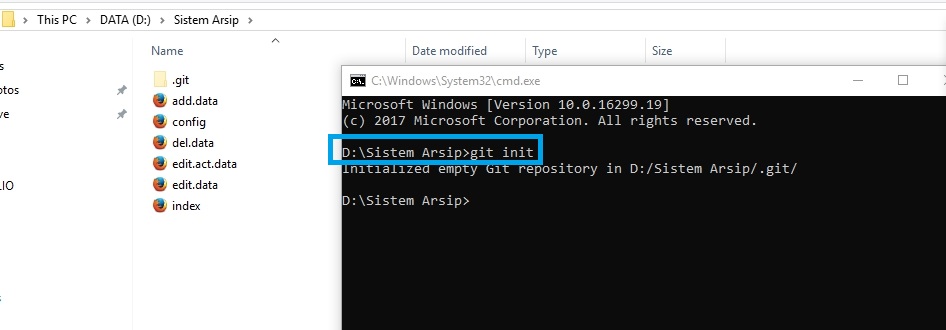 This PC > DATA (D:) > Sistem Arsip
Name
Date modified
Type
Size
s
otos
ve
LIO
s
.git
add.data
config
del.data
edit.act.data
edit.data
index
C:\Windows\System32\cmd.exe
Microsoft Windows [Version 10.0.16299.19]
(c) 2017 Microsoft Corporation. All rights reserved.
D:\Sistem Arsip>git init
Initialized empty Git repository in D:/Sistem Arsip/.git/
D:\Sistem Arsip>